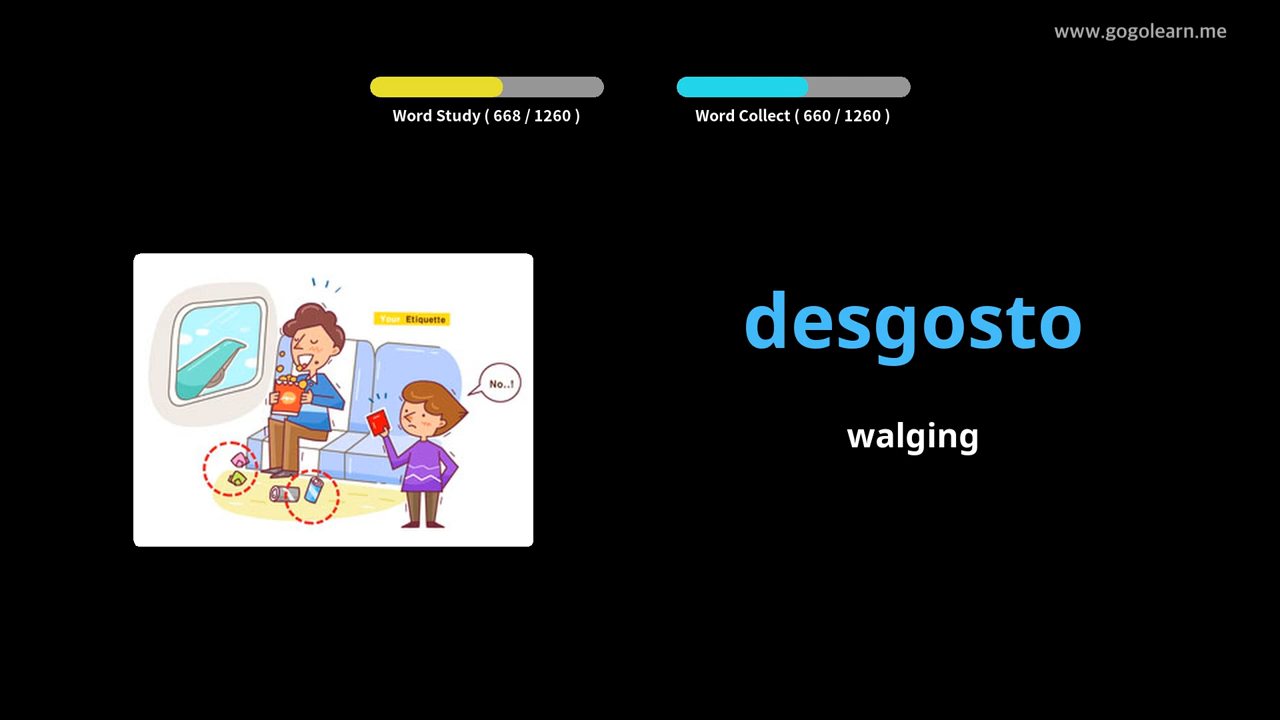 www.gogolearn.me
Word Study ( 668 / 1260 )
Word Collect ( 660 / 1260 )
Your Etiquette
No..!
desgosto
walging